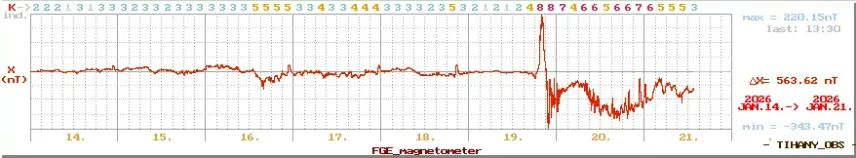 K->222132133233233235555333443444433333233212124887466566765553
ind.
max = 220.15nT
last: 13:30
X
(nT)
ΔX= 563.62 nT
2026 2026
JAN.14.-> JAN.21.
min = -343.47nT
14. 15. 16. 17. 18. 19. 20. 21.
FGE_magnetometer
- TIHANY_OBS -